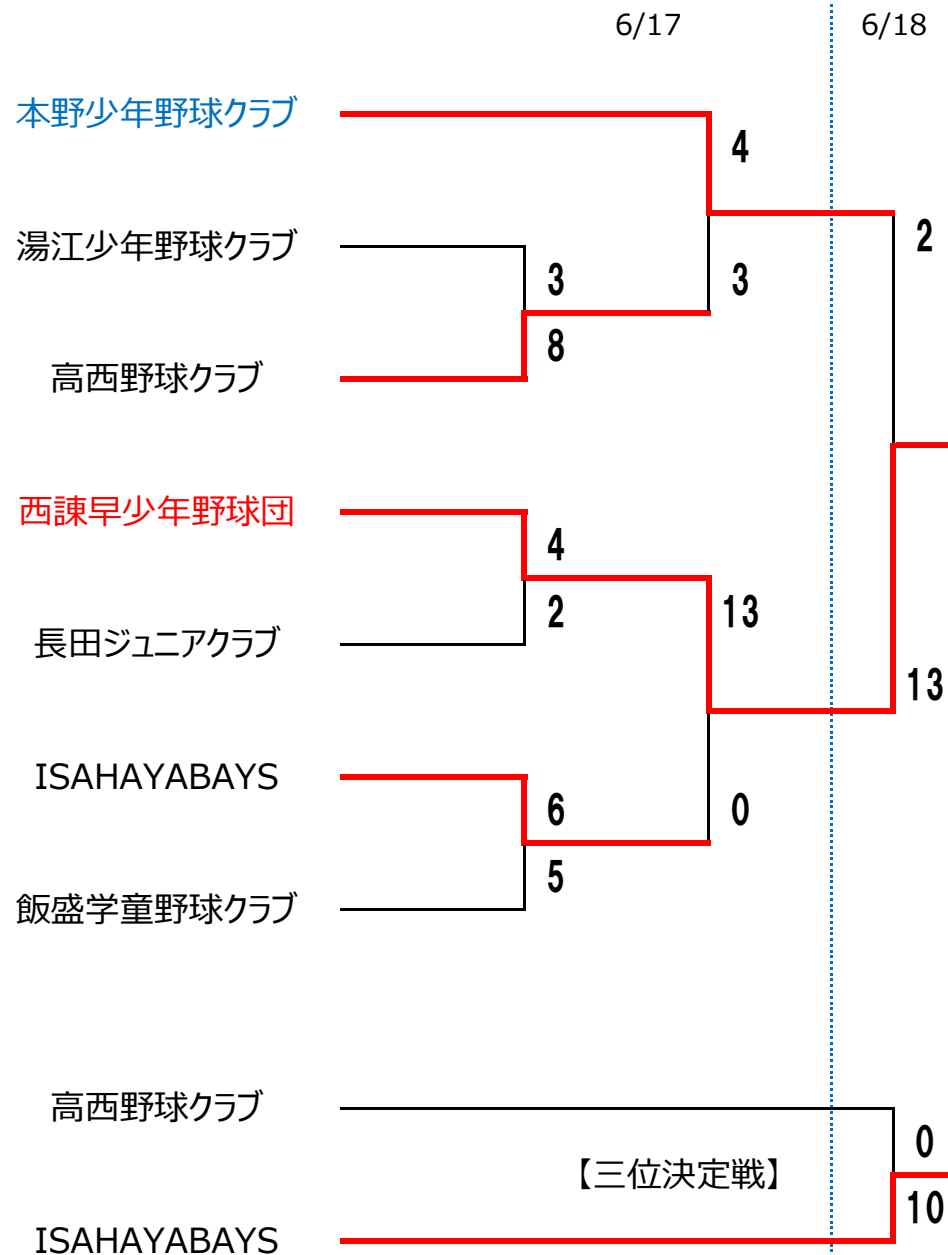 6/17 6/18
本野少年野球クラブ
4
湯江少年野球クラブ
2
3
3
8
高西野球クラブ
西諫早少年野球団
4
2
13
長田ジュニアクラブ
13
ISAHAYABAYS
6
0
5
飯盛学童野球クラブ
高西野球クラブ
0
【三位決定戦】
10
ISAHAYABAYS